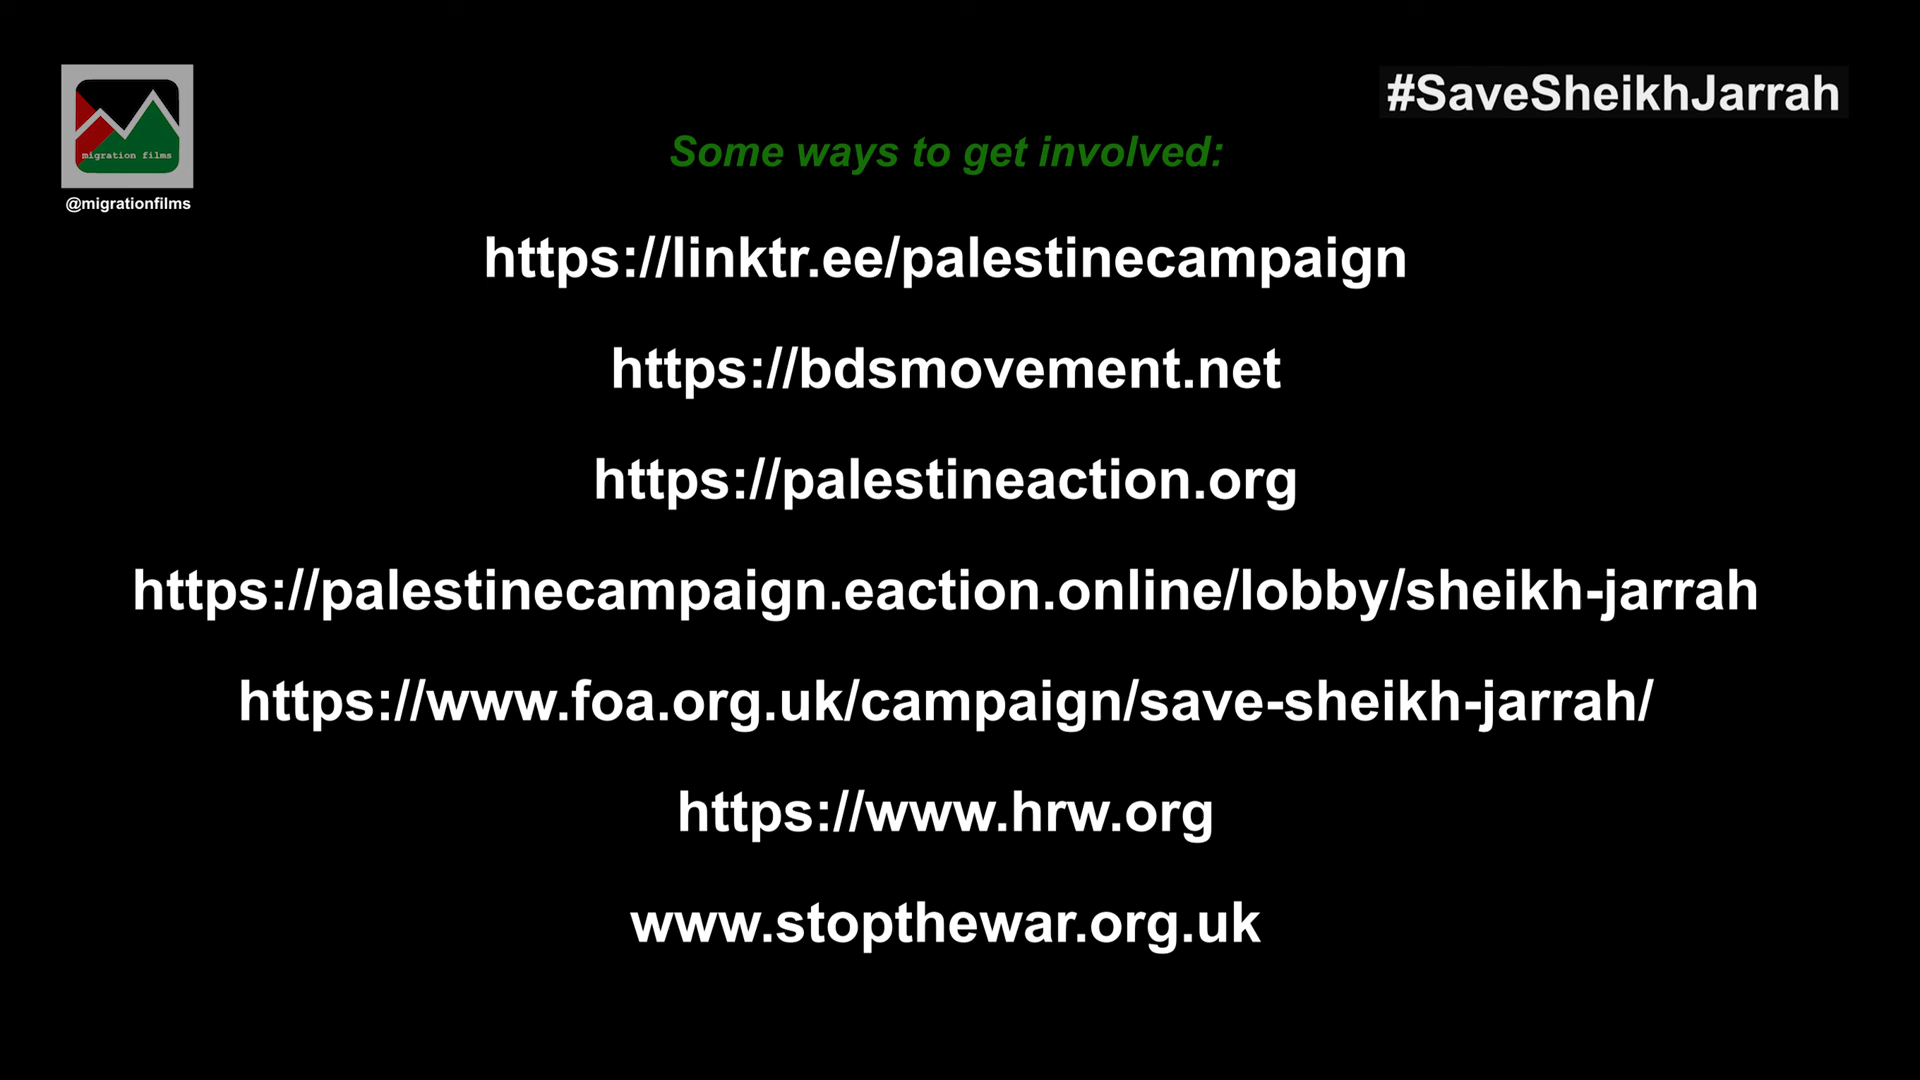 #SaveSheikhJarrah
migration films
@migrationfilms
Some ways to get involved:
https://linktr.ee/palestinecampaign
https://bdsmovement.net
https://palestineaction.org
https://palestinecampaign.eaction.online/lobby/sheikh-jarrah
https://www.foa.org.uk/campaign/save-sheikh-jarrah/
https://www.hrw.org
www.stopthewar.org.uk